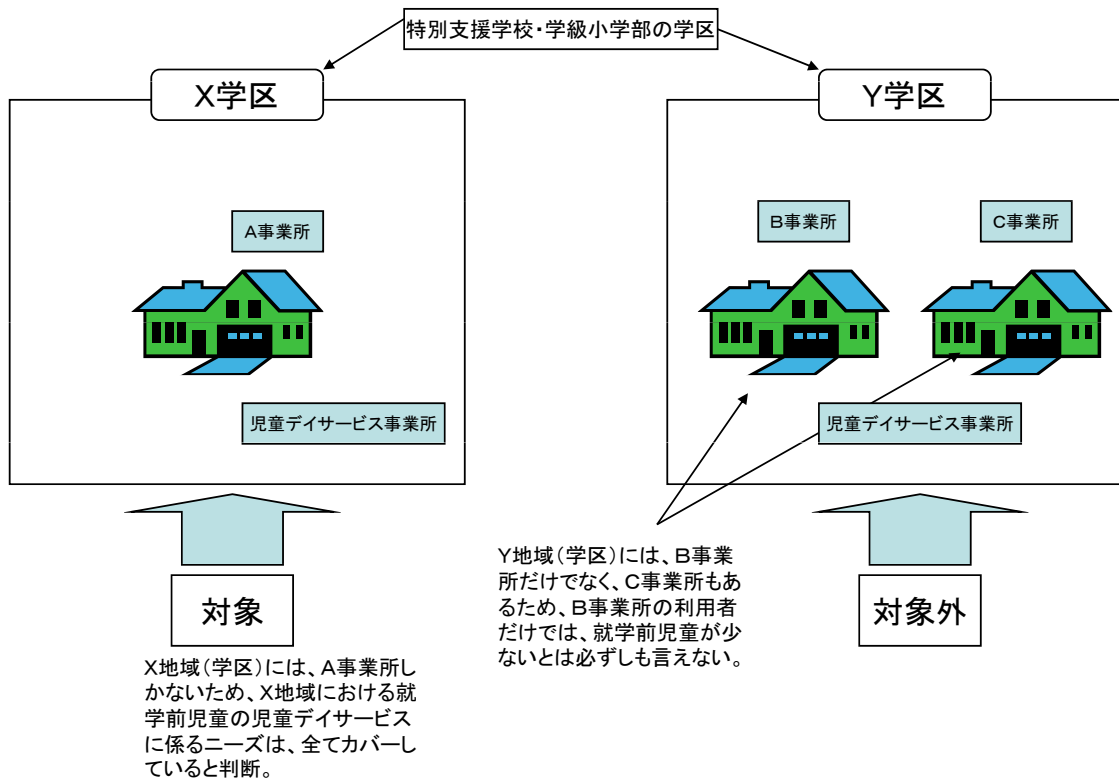 特別支援学校・学級小学部の学区
X学区
Y学区
A事業所
B事業所
C事業所
児童デイサービス事業所
児童デイサービス事業所
対象
X地域(学区)には、A事業所し
かないため、X地域における就
学前児童の児童デイサービス
に係るニーズは、全てカバーし
ていると判断。
Y地域(学区)には、B事業
所だけでなく、C事業所もあ
るため、B事業所の利用者
だけでは、就学前児童が少
ないとは必ずしも言えない。
対象外